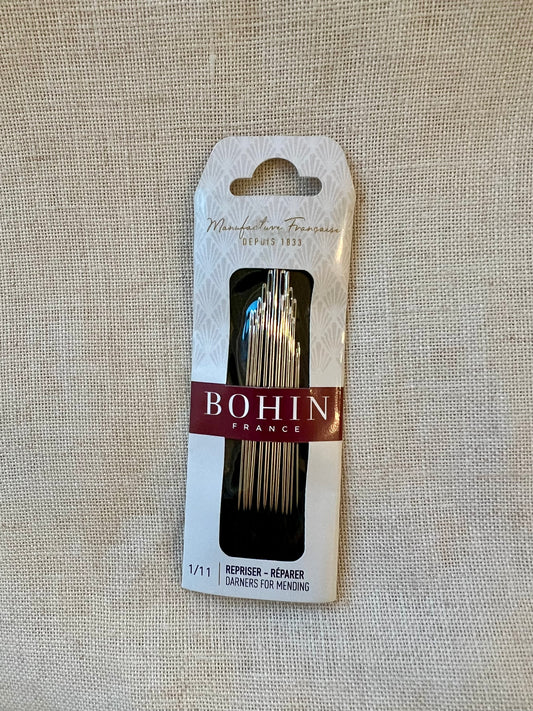 Manufacture Française
DEPUIS 1833
BOHIN
FRANCE
1/11
REPRISER – RÉPARER
DARNERS FOR MENDING